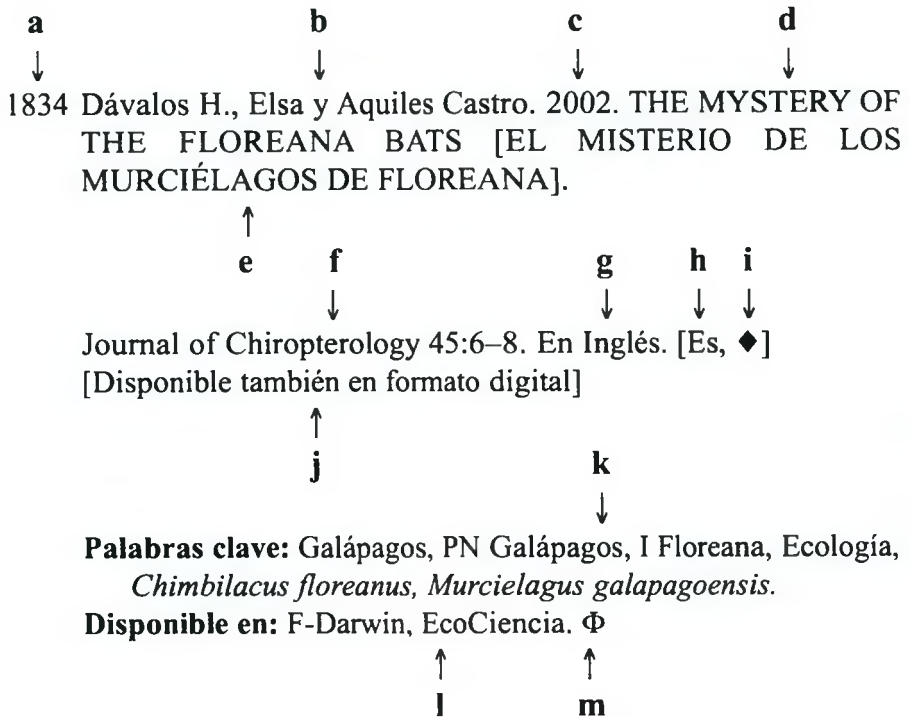 a b c d
↓ ↓ ↓ ↓
1834 Dávalos H., Elsa y Aquiles Castro. 2002. THE MYSTERY OF
THE FLOREANA BATS [EL MISTERIO DE LOS
MURCIÉLAGOS DE FLOREANA].
↑
e f g h i
↓ ↓ ↓ ↓
Journal of Chiropterology 45:6–8. En Inglés. [Es, ♦]
[Disponible también en formato digital]
↑
j k
↓
Palabras clave: Galápagos, PN Galápagos, I Floreana, Ecología,
Chimbilacus floreanus, Murcielagus galapagoensis.
Disponible en: F-Darwin, EcoCiencia. Φ
↑ ↑
l m